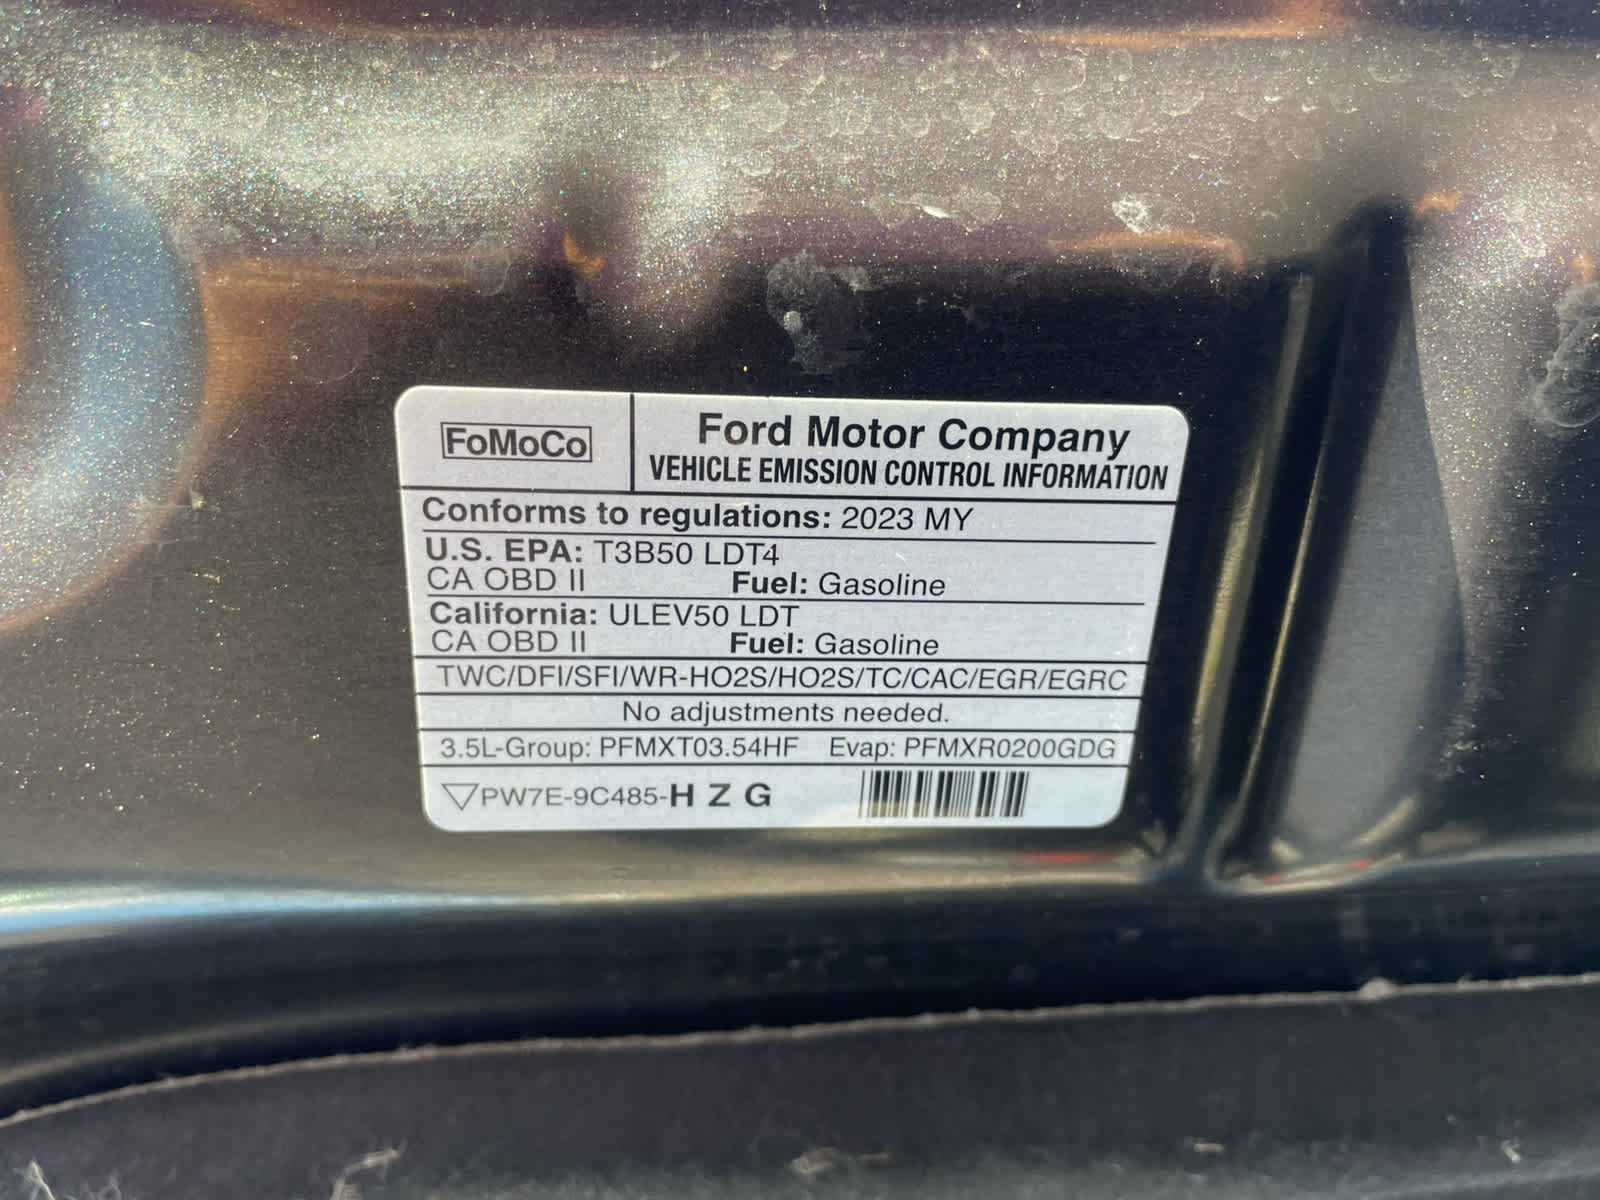 FoMoCo
Ford Motor Company
VEHICLE EMISSION CONTROL INFORMATION
Conforms to regulations: 2023 MY
U.S. EPA: T3B50 LDT4
CA OBD II Fuel: Gasoline
California: ULEV50 LDT
CA OBD II Fuel: Gasoline
TWC/DFI/SFI/WR-HO2S/HO2S/TC/CAC/EGR/EGRC
No adjustments needed.
3.5L-Group: PFMXT03.54HF Evap: PFMXR0200GDG
PW7E-9C485-H Z G